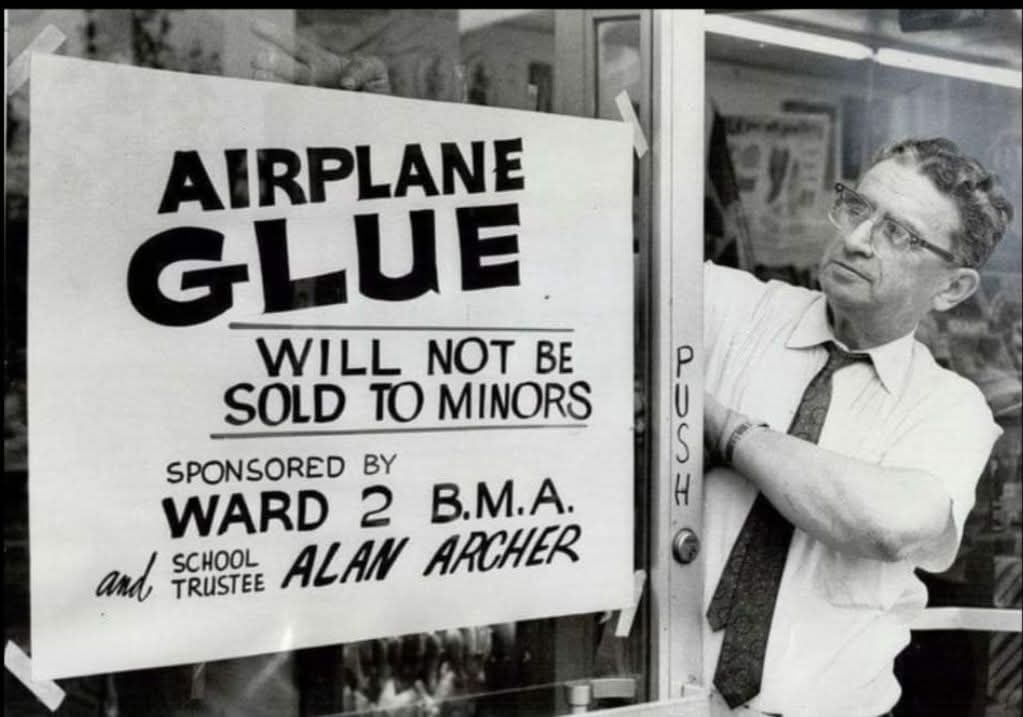 AIRPLANE
GLUE
WILL NOT BE
SOLD TO MINORS
SPONSORED BY
WARD 2 B.M.A.
and SCHOOL TRUSTEE ALAN ARCHER
PUSH